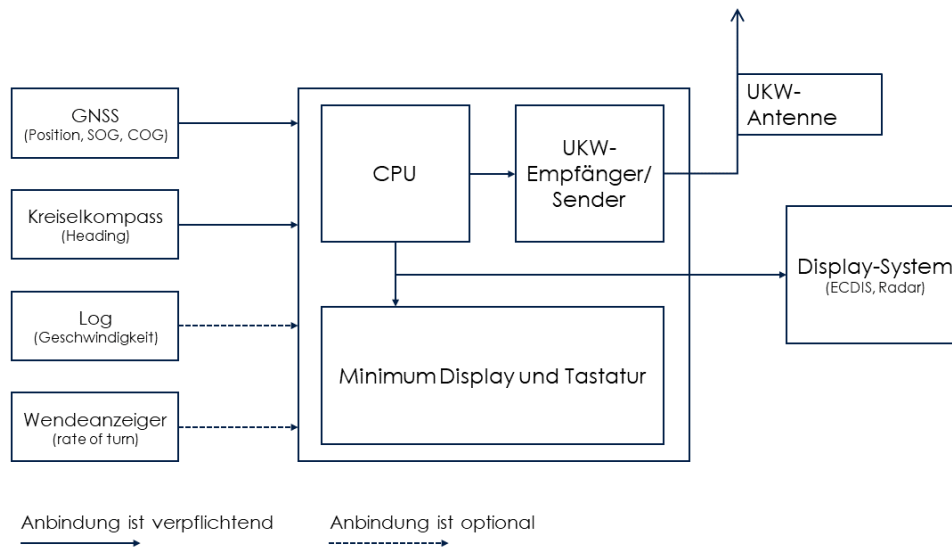 GNSS
(Position, SOG, COG)
Kreiselkompass
(Heading)
Log
(Geschwindigkeit)
Wendeanzeiger
(rate of turn)
CPU
UKW-
Empfänger/
Sender
Minimum Display und Tastatur
UKW-
Antenne
Display-System
(ECDIS, Radar)
Anbindung ist verpflichtend
Anbindung ist optional